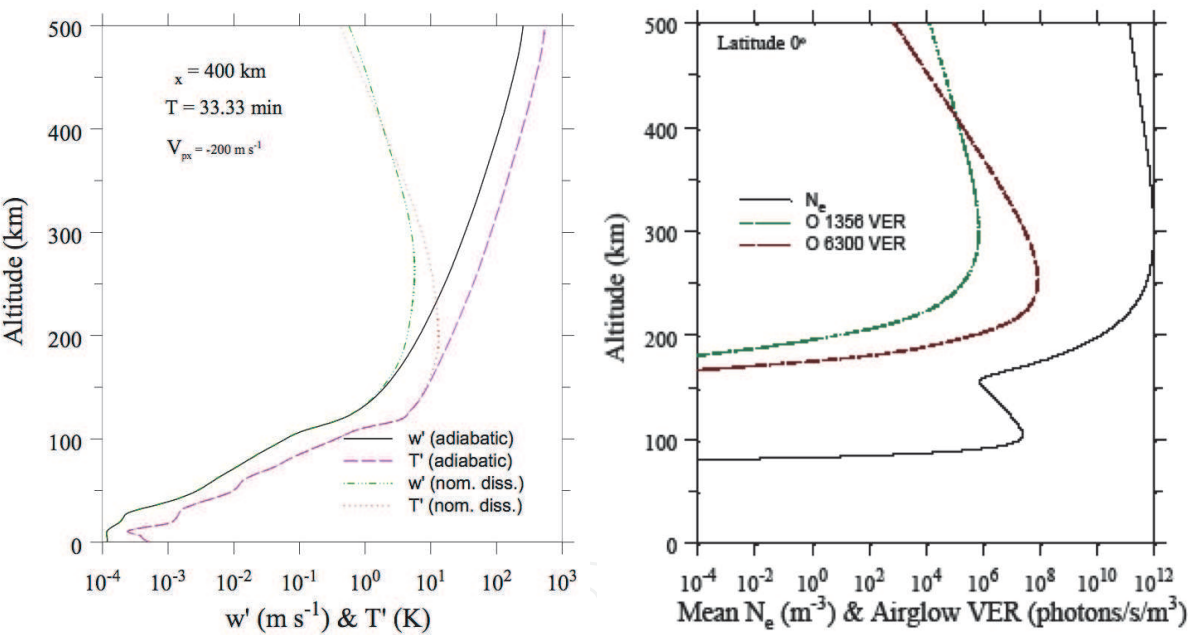 500
400
300
200
100
0
Altitude (km)
x = 400 km
T = 33.33 min
Vpx = -200 m s-1
w' (adiabatic)
T' (adiabatic)
w' (nom. diss.)
T' (nom. diss.)
10-4 10-3 10-2 10-1 100 101 102 103
w' (m s-1) & T' (K)
500
400
300
200
100
0
Altitude (km)
Latitude 0º
Ne
O 1356 VER
O 6300 VER
10-4 10-2 100 102 104 106 108 1010 1012
Mean Ne (m-3) & Airglow VER (photons/s/m3)